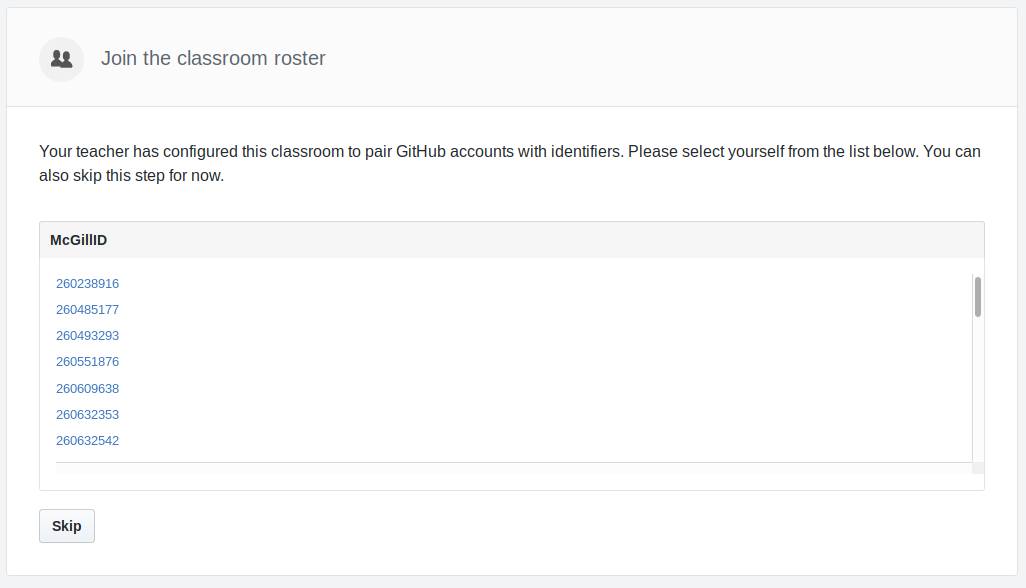 Join the classroom roster
Your teacher has configured this classroom to pair GitHub accounts with identifiers. Please select yourself from the list below. You can
also skip this step for now.
McGillID
260238916
260485177
260493293
260551876
260609638
260632353
260632542
Skip